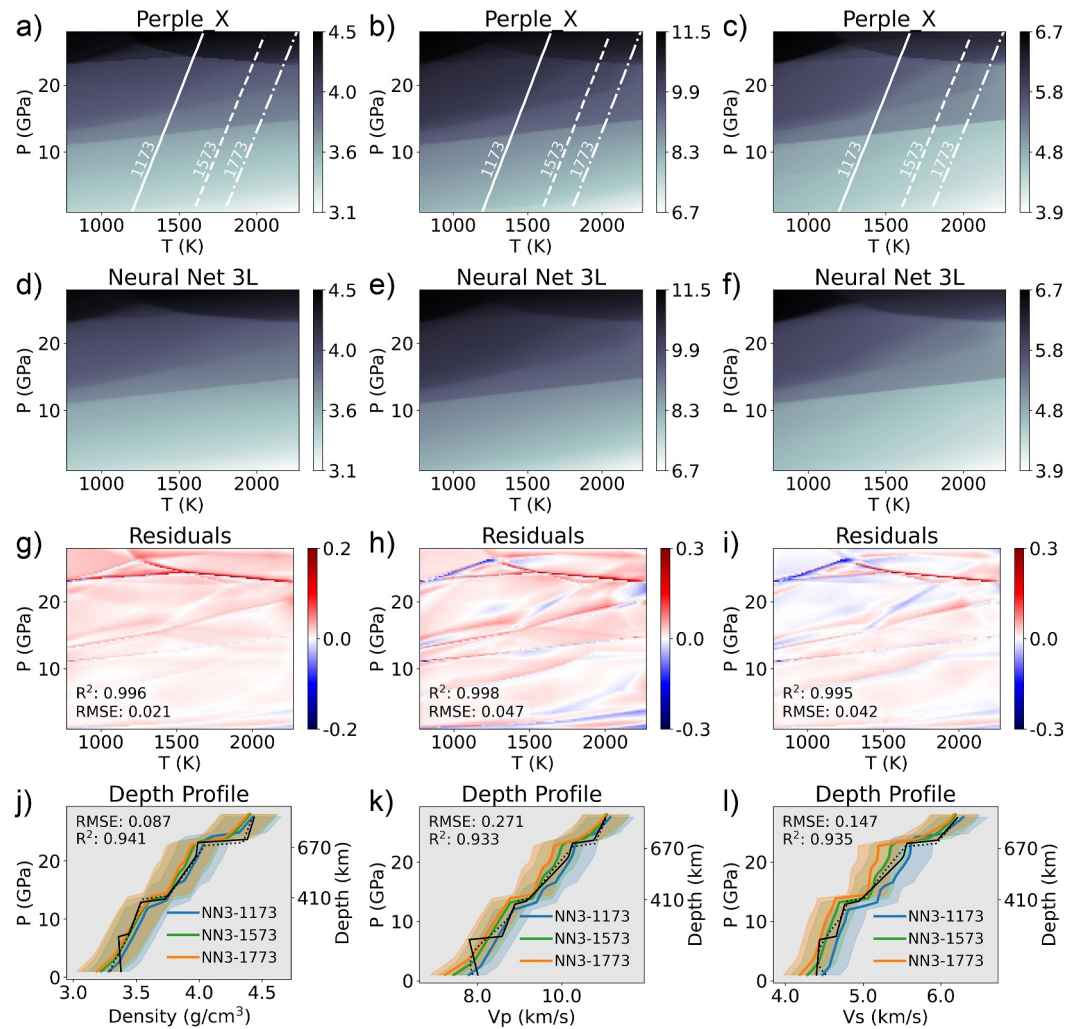 a) Perple_X
4.5
4.0
3.6
3.1
P (GPa)
20
10
1173
1573
1773
1000 1500 2000
T (K)
b) Perple_X
11.5
9.9
8.3
6.7
P (GPa)
20
10
1173
1573
1773
1000 1500 2000
T (K)
c) Perple_X
6.7
5.8
4.8
3.9
P (GPa)
20
10
1173
1573
1773
1000 1500 2000
T (K)
d) Neural Net 3L
4.5
4.0
3.6
3.1
P (GPa)
20
10
1000 1500 2000
T (K)
e) Neural Net 3L
11.5
9.9
8.3
6.7
P (GPa)
20
10
1000 1500 2000
T (K)
f) Neural Net 3L
6.7
5.8
4.8
3.9
P (GPa)
20
10
1000 1500 2000
T (K)
g) Residuals
0.2
0.0
-0.2
P (GPa)
20
10
R²: 0.996
RMSE: 0.021
1000 1500 2000
T (K)
h) Residuals
0.3
0.0
-0.3
P (GPa)
20
10
R²: 0.998
RMSE: 0.047
1000 1500 2000
T (K)
i) Residuals
0.3
0.0
-0.3
P (GPa)
20
10
R²: 0.995
RMSE: 0.042
1000 1500 2000
T (K)
j) Depth Profile
RMSE: 0.087
R²: 0.941
P (GPa)
20
10
0
670
410
Depth (km)
NN3-1173
NN3-1573
NN3-1773
3.0 3.5 4.0 4.5
Density (g/cm³)
k) Depth Profile
RMSE: 0.271
R²: 0.933
P (GPa)
20
10
0
670
410
Depth (km)
NN3-1173
NN3-1573
NN3-1773
8.0 10.0
Vp (km/s)
l) Depth Profile
RMSE: 0.147
R²: 0.935
P (GPa)
20
10
0
670
410
Depth (km)
NN3-1173
NN3-1573
NN3-1773
4.0 5.0 6.0
Vs (km/s)